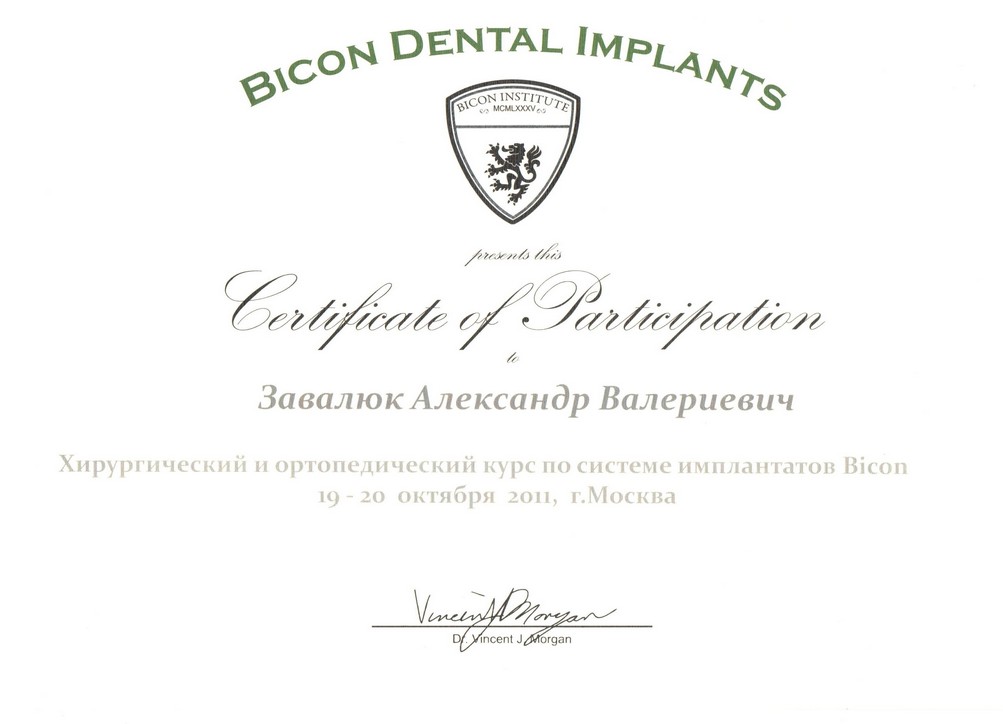 BICON DENTAL IMPLANTS
BICON INSTITUTE
MCMLXXXV
presents this
Certificate of Participation
to
Завалюк Александр Валериевич
Хирургический и ортопедический курс по системе имплантатов Bicon
19 - 20 октября 2011, г.Москва
Vincent J Morgan
Dr. Vincent J. Morgan